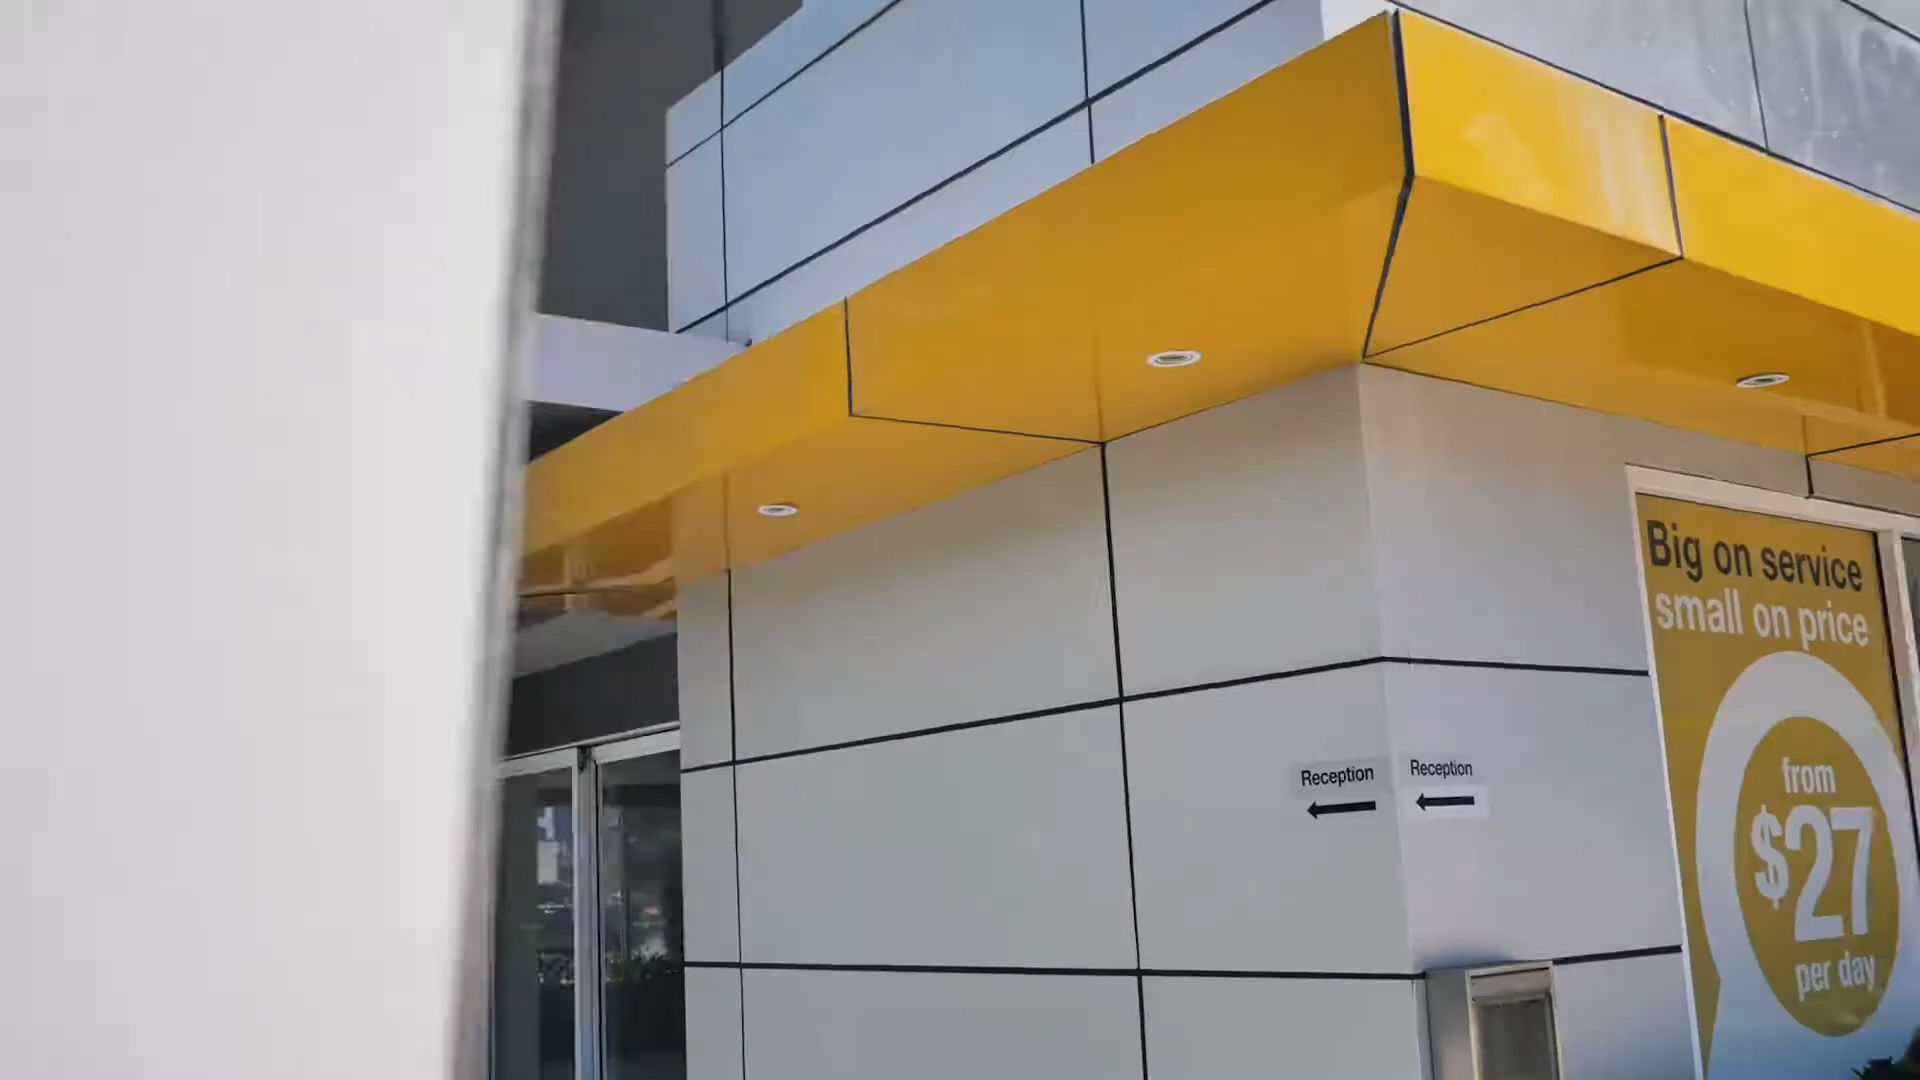 Big on service
small on price
from
$27
per day
Reception
Reception